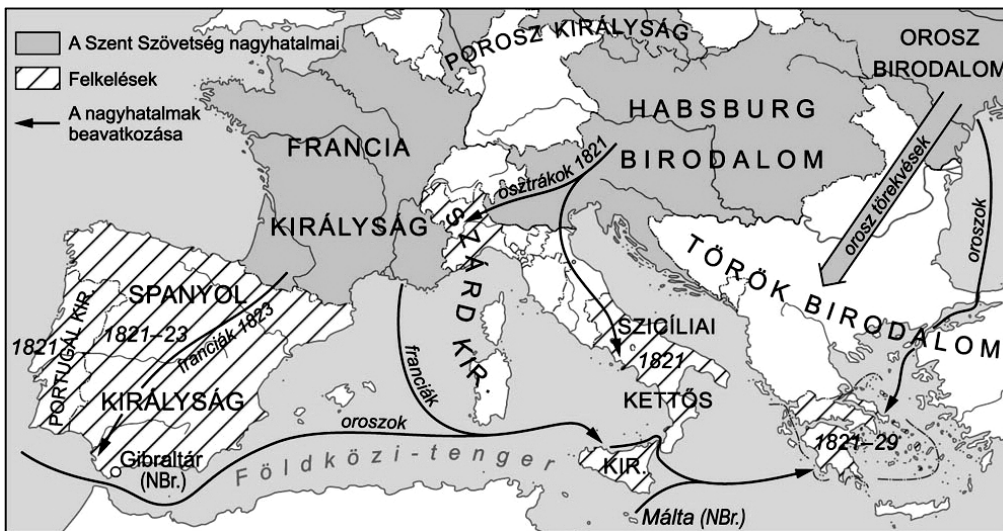 A Szent Szövetség nagyhatalmai
Felkelések
A nagyhatalmak
beavatkozása
POROSZ KIRÁLYSÁG
OROSZ
BIRODALOM
HABSBURG
BIRODALOM
FRANCIA
KIRÁLYSÁG
osztrákok 1821
orosz törekvések
oroszok
SZÁRD KIR.
TÖRÖK BIRODALOM
SPANYOL
1821–23
KIRÁLYSÁG
franciák 1823
1821
PORTUGÁL KIR.
franciák
SZICÍLIAI
1821
KETTŐS
KIR.
oroszok
1821–29
Gibraltár
(NBr.)
Földközi-tenger
Málta (NBr.)